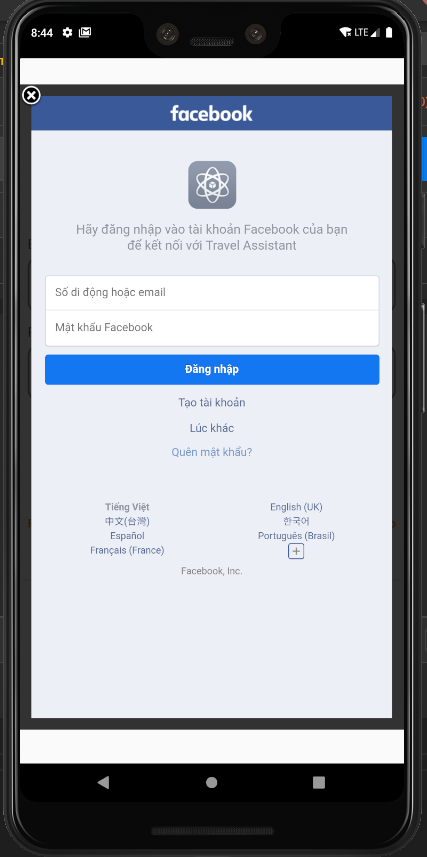 8:44
LTE
facebook
Hãy đăng nhập vào tài khoản Facebook của bạn
để kết nối với Travel Assistant
Số di động hoặc email
Mật khẩu Facebook
Đăng nhập
Tạo tài khoản
Lúc khác
Quên mật khẩu?
Tiếng Việt
English (UK)
中文(台灣)
한국어
Español
Português (Brasil)
Français (France)
Facebook, Inc.